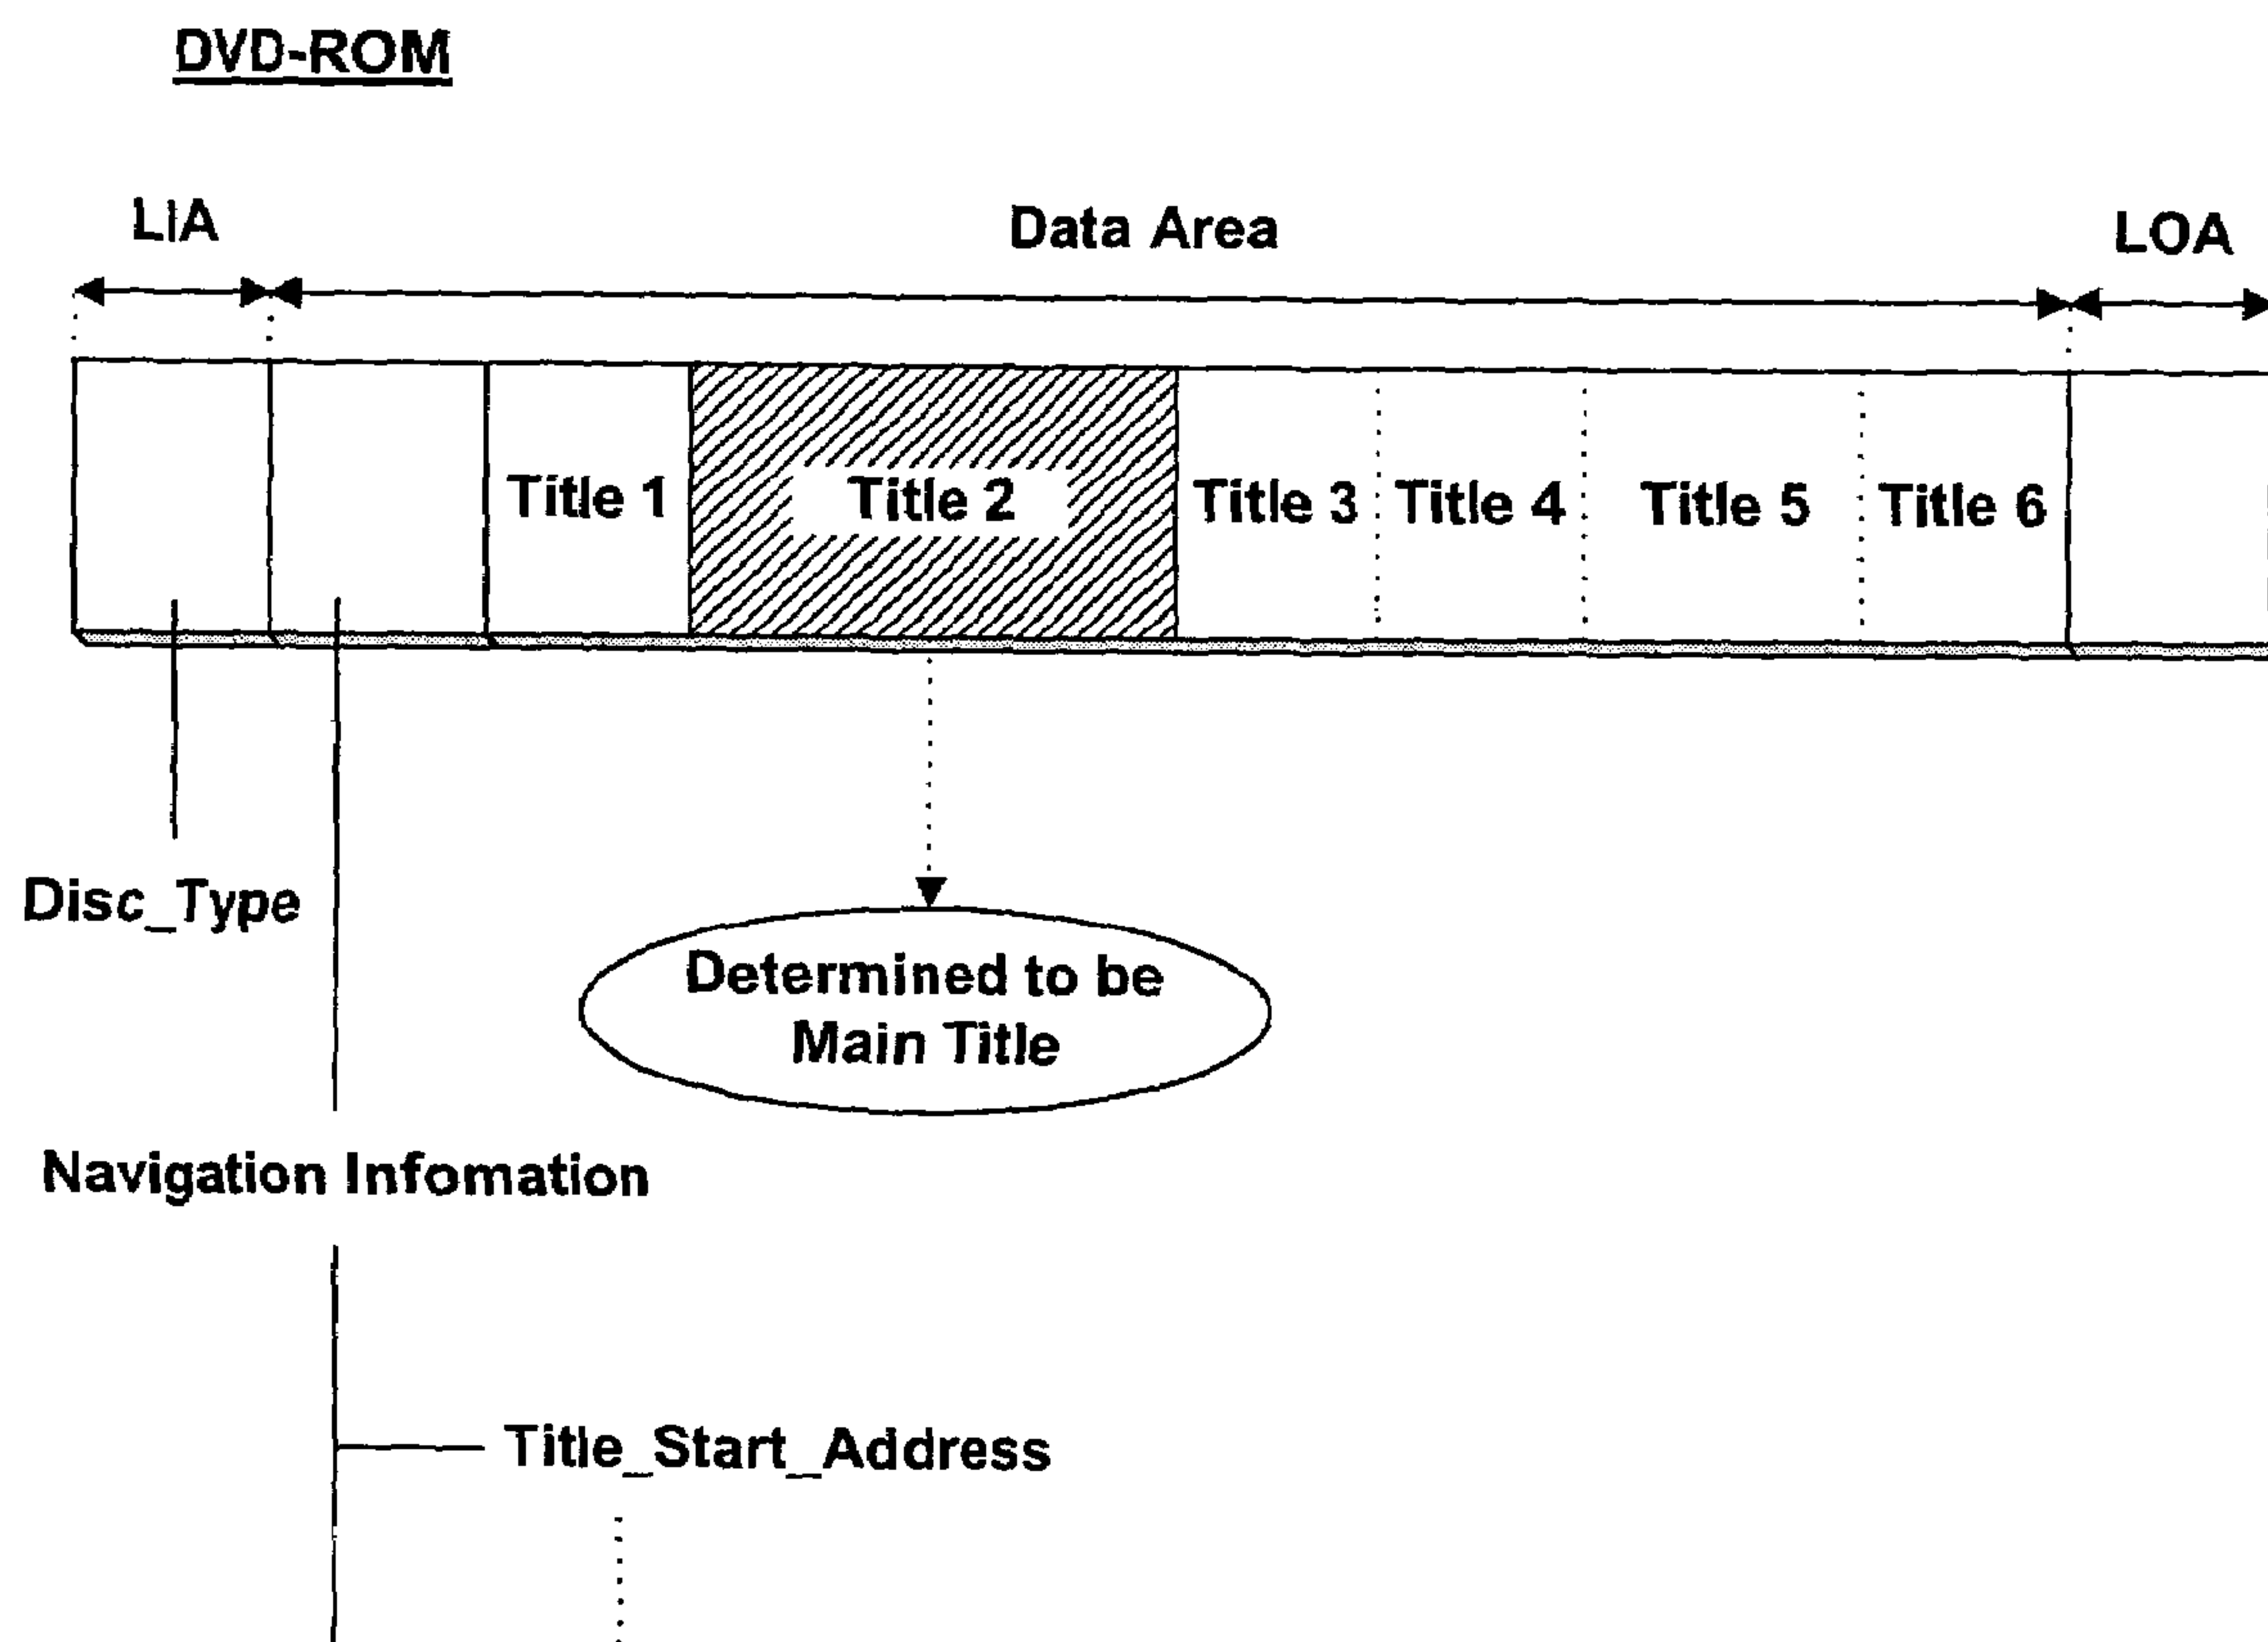 DVD-ROM
LIA
Data Area
LOA
Title 1
Title 2
Title 3
Title 4
Title 5
Title 6
Disc_Type
Determined to be
Main Title
Navigation Infomation
Title_Start_Address